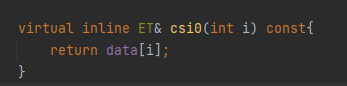 virtual inline ET& csi0(int i) const{
    return data[i];
}